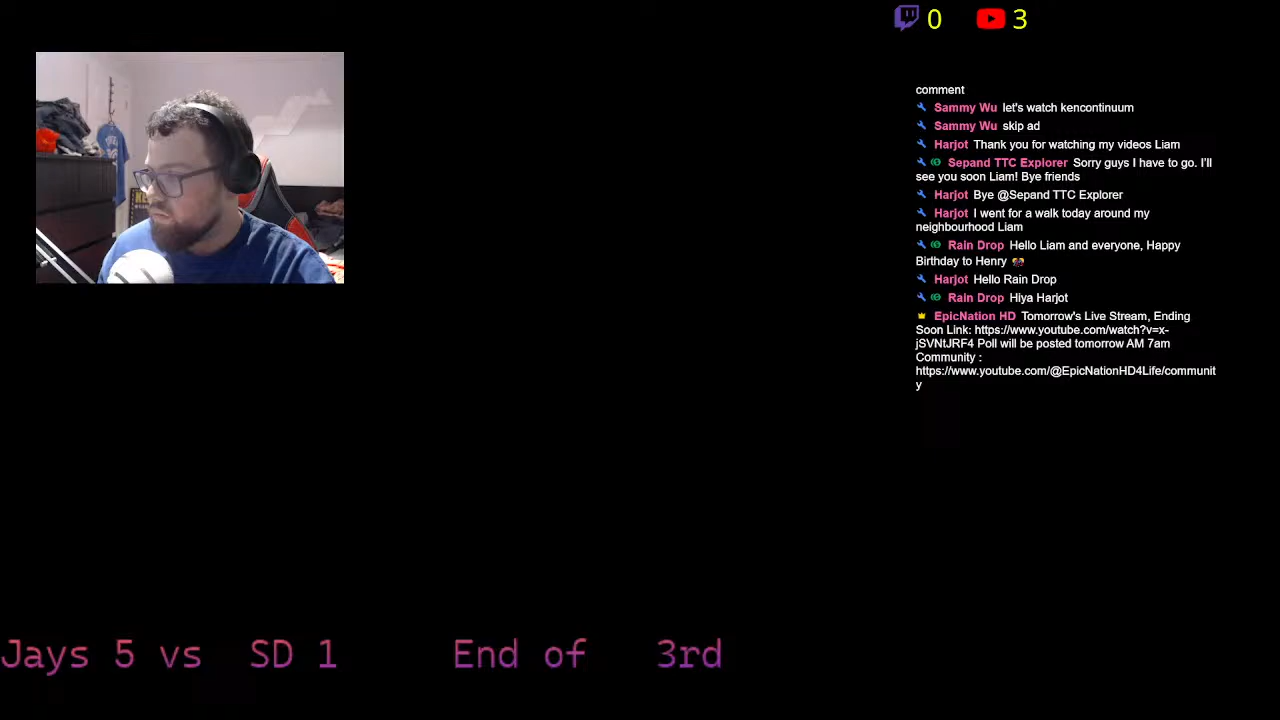 0 3
comment
Sammy Wu let's watch kencontinuum
Sammy Wu skip ad
Harjot Thank you for watching my videos Liam
Sepand TTC Explorer Sorry guys I have to go. I'll
see you soon Liam! Bye friends
Harjot Bye @Sepand TTC Explorer
Harjot I went for a walk today around my
neighbourhood Liam
Rain Drop Hello Liam and everyone, Happy
Birthday to Henry
Harjot Hello Rain Drop
Rain Drop Hiya Harjot
EpicNation HD Tomorrow's Live Stream, Ending
Soon Link: https://www.youtube.com/watch?v=x-
jSVNtJRF4 Poll will be posted tomorrow AM 7am
Community :
https://www.youtube.com/@EpicNationHD4Life/communit
y
Jays 5 vs SD 1 End of 3rd